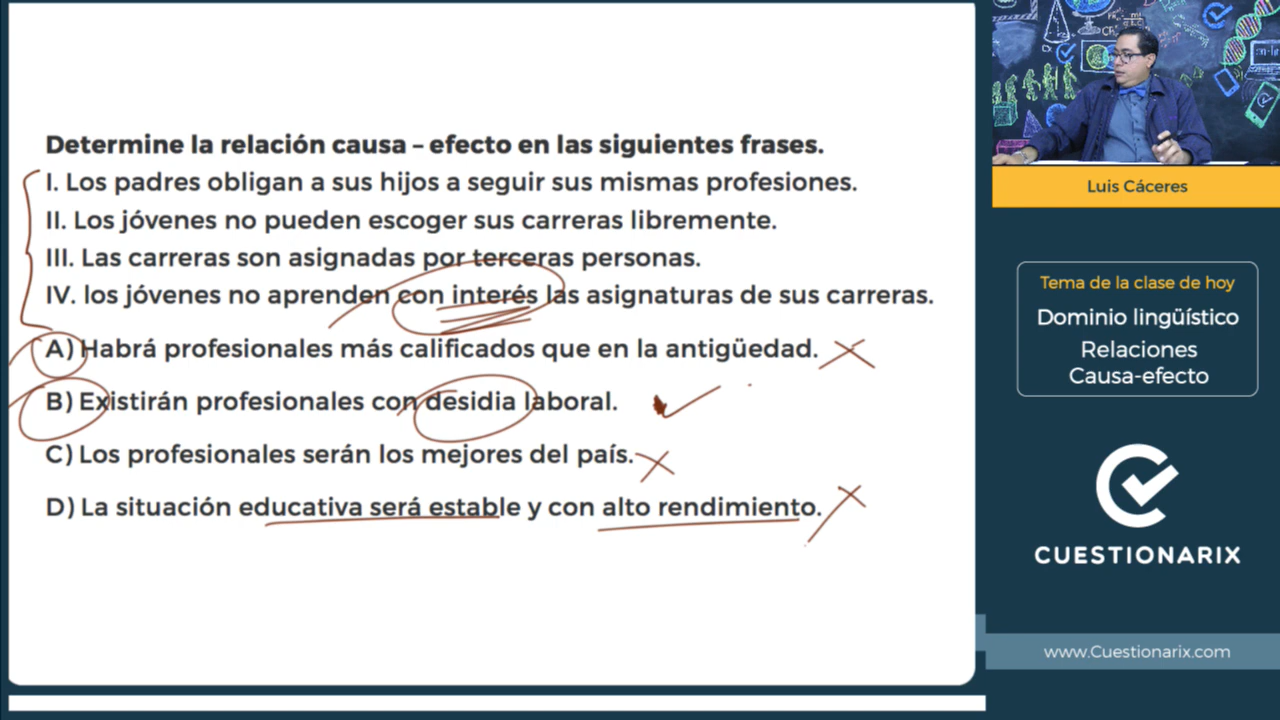 Determine la relación causa – efecto en las siguientes frases.
I. Los padres obligan a sus hijos a seguir sus mismas profesiones.
II. Los jóvenes no pueden escoger sus carreras libremente.
III. Las carreras son asignadas por terceras personas.
IV. los jóvenes no aprenden con interés las asignaturas de sus carreras.
A) Habrá profesionales más calificados que en la antigüedad.
B) Existirán profesionales con desidia laboral.
C) Los profesionales serán los mejores del país.
D) La situación educativa será estable y con alto rendimiento.
Luis Cáceres
Tema de la clase de hoy
Dominio lingüístico
Relaciones
Causa-efecto
CUESTIONARIX
www.Cuestionarix.com